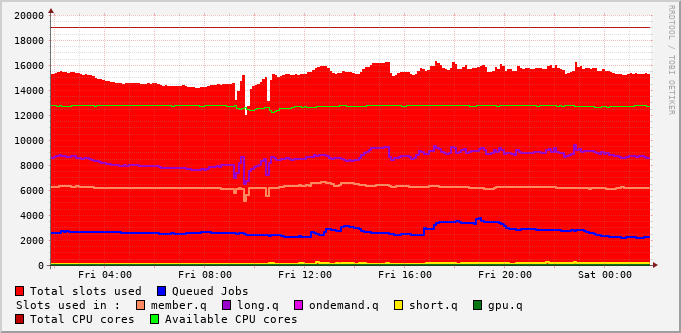 20000
18000
16000
14000
12000
10000
8000
6000
4000
2000
0
Fri 04:00 Fri 08:00 Fri 12:00 Fri 16:00 Fri 20:00 Sat 00:00
RRDTOOL / TOBI OETIKER
Total slots used Queued Jobs
Slots used in : member.q long.q ondemand.q short.q gpu.q
Total CPU cores Available CPU cores